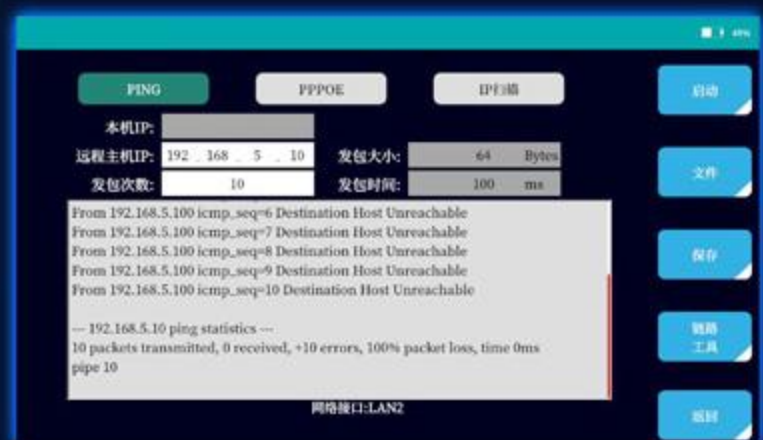 49%
PING PPPOE IP扫描 启动
本机IP:
远程主机IP: 192 . 168 . 5 . 10 发包大小: 64 Bytes
发包次数: 10 发包时间: 100 ms
文件
From 192.168.5.100 icmp_seq=6 Destination Host Unreachable
From 192.168.5.100 icmp_seq=7 Destination Host Unreachable
From 192.168.5.100 icmp_seq=8 Destination Host Unreachable
From 192.168.5.100 icmp_seq=9 Destination Host Unreachable
From 192.168.5.100 icmp_seq=10 Destination Host Unreachable
保存
--- 192.168.5.10 ping statistics ---
10 packets transmitted, 0 received, +10 errors, 100% packet loss, time 0ms
pipe 10
链路
工具
网络接口:LAN2
返回